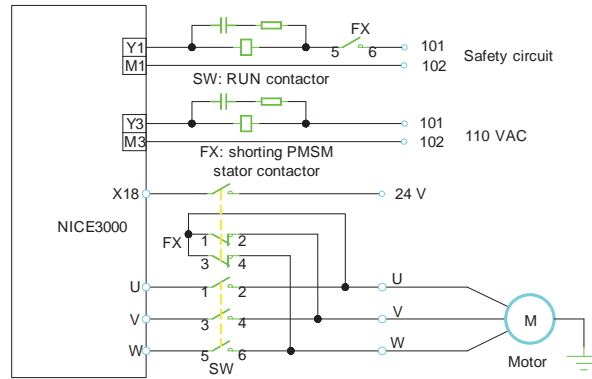 FX
Y1
5 6
101
Safety circuit
M1
102
SW: RUN contactor
Y3
101
110 VAC
M3
102
FX: shorting PMSM
stator contactor
X18
24 V
NICE3000
FX
1 2
3 4
U
1 2
U
V
3 4
V
M
W
5 6
W
SW
Motor